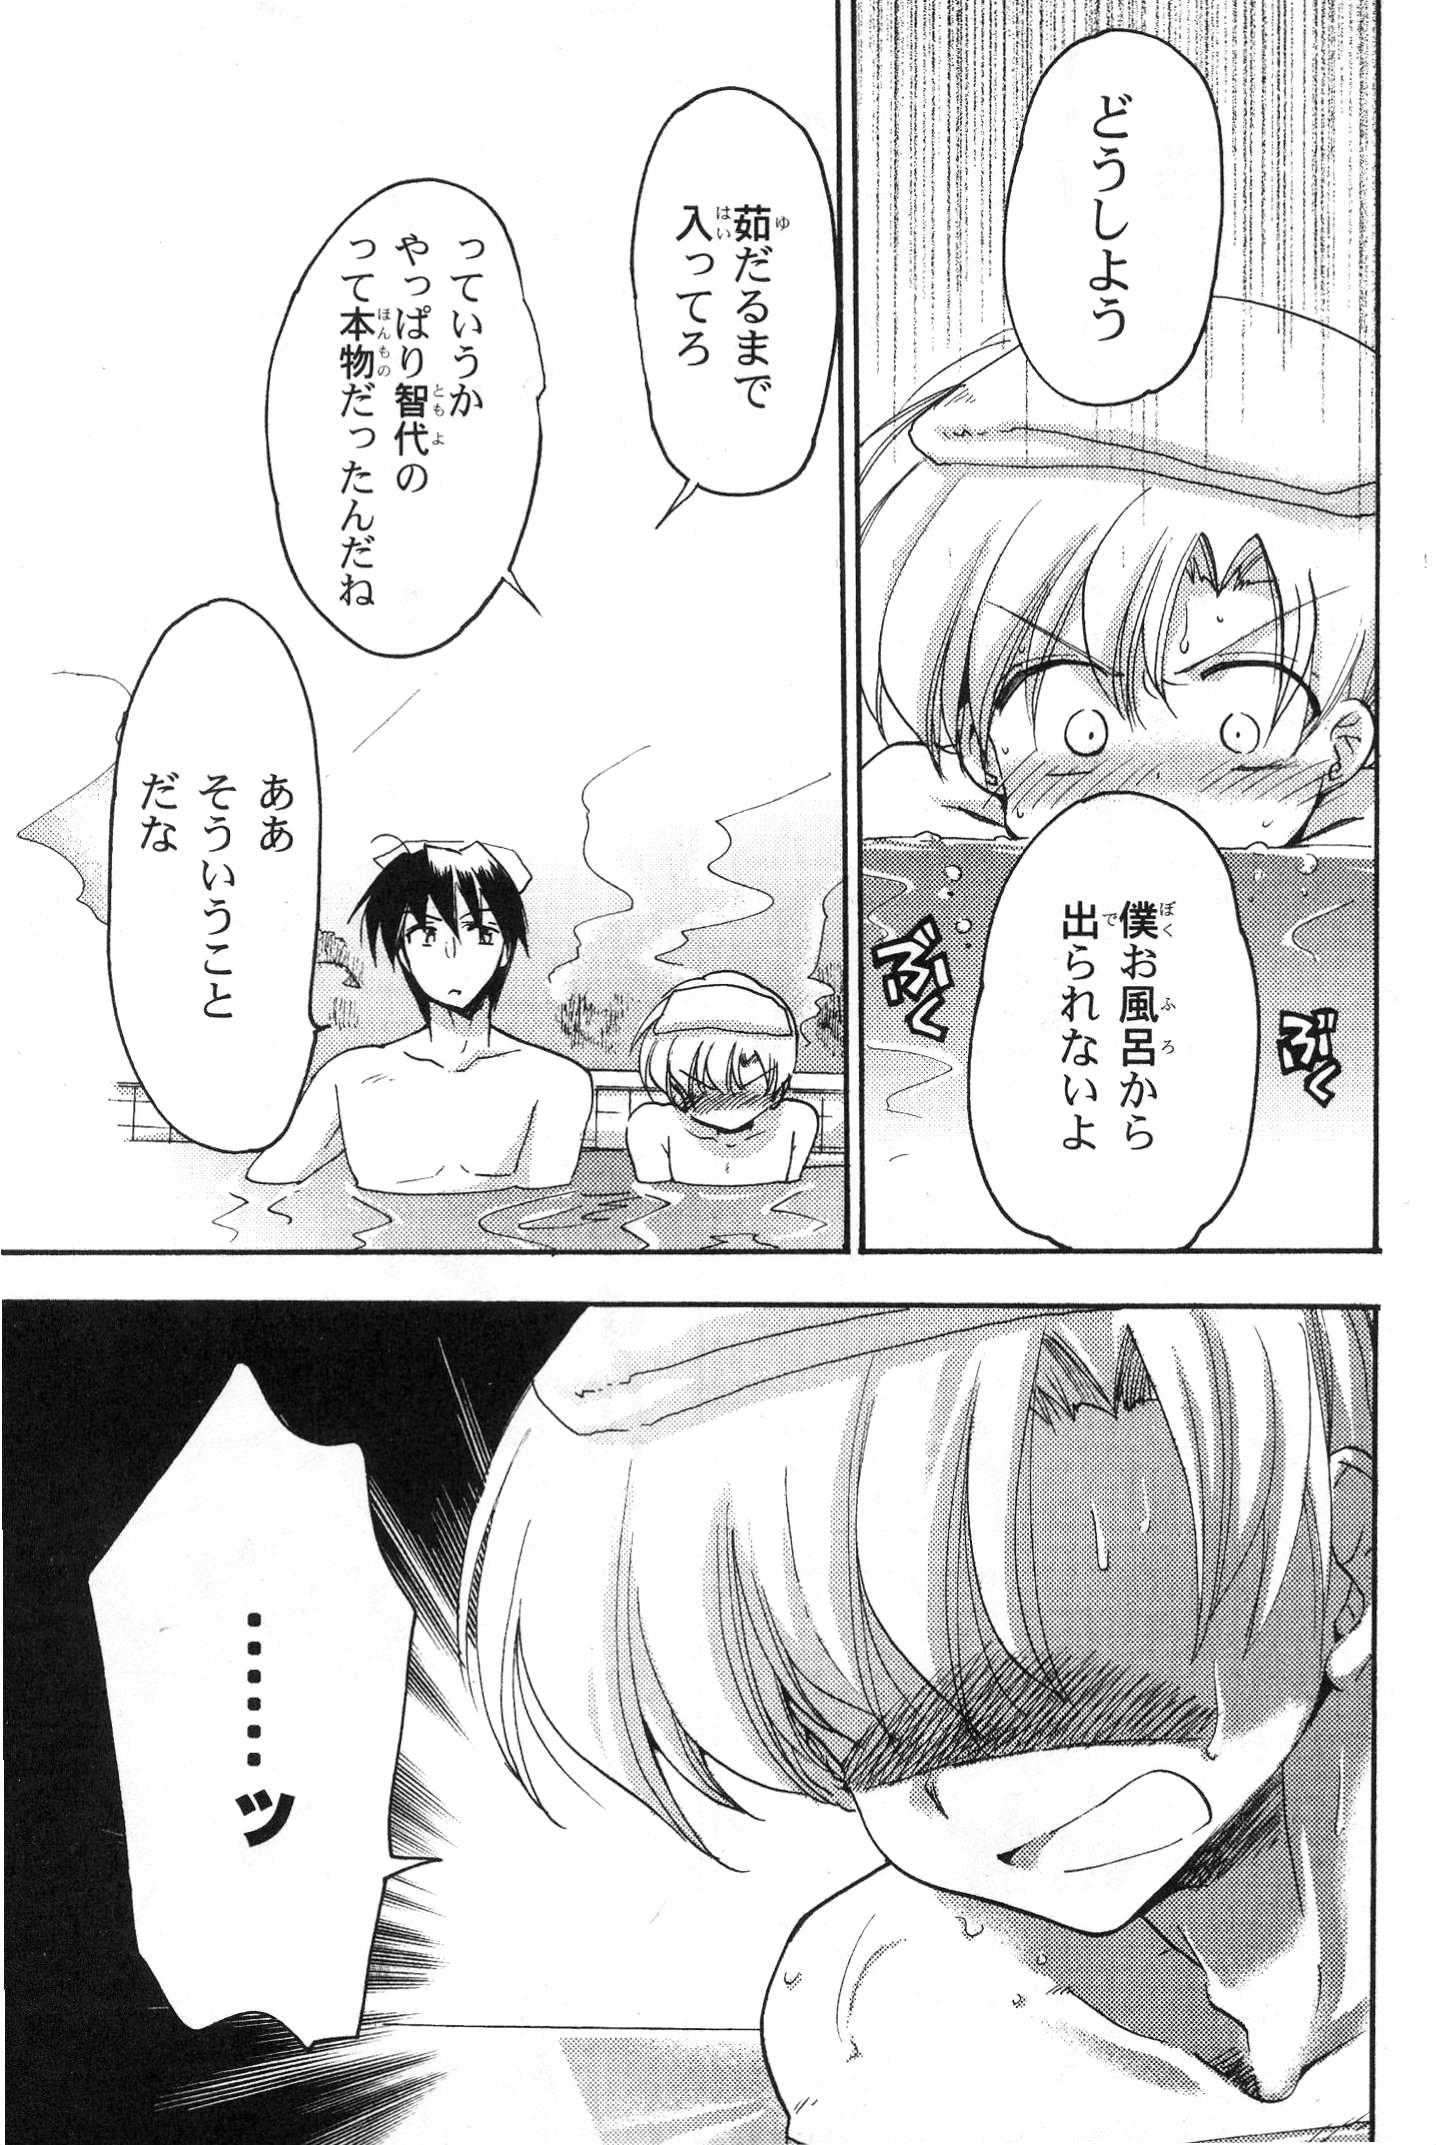 どうしよう
僕お風呂から
出られないよ
ぶく
ぶく
茹だるまで
入ってろ
っていうか
やっぱり智代の
って本物だったんだね
ああ
そういうこと
だな
……ッ